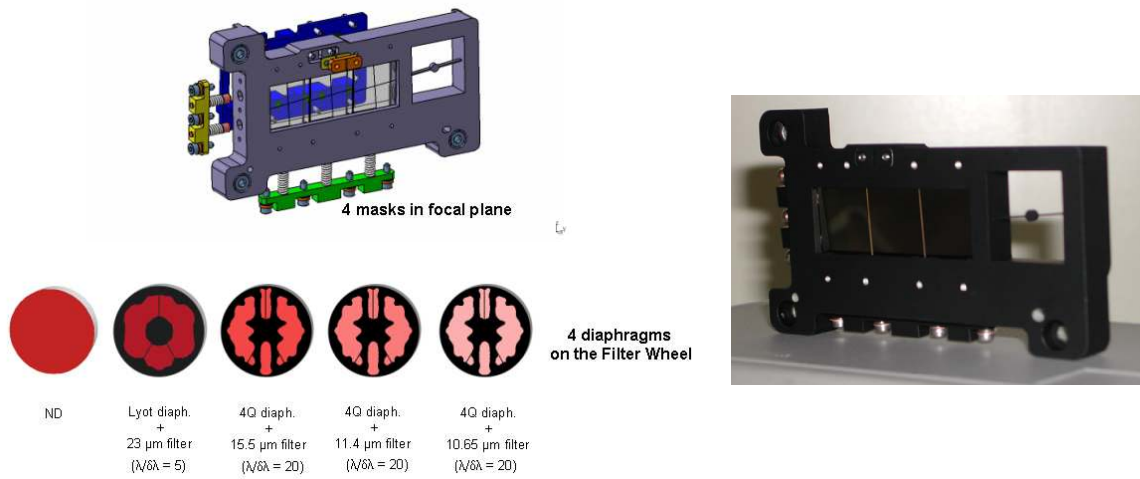 4 masks in focal plane
4 diaphragms
on the Filter Wheel
ND
Lyot diaph.
+
23 µm filter
(λ/δλ = 5)
4Q diaph.
+
15.5 µm filter
(λ/δλ = 20)
4Q diaph.
+
11.4 µm filter
(λ/δλ = 20)
4Q diaph.
+
10.65 µm filter
(λ/δλ = 20)